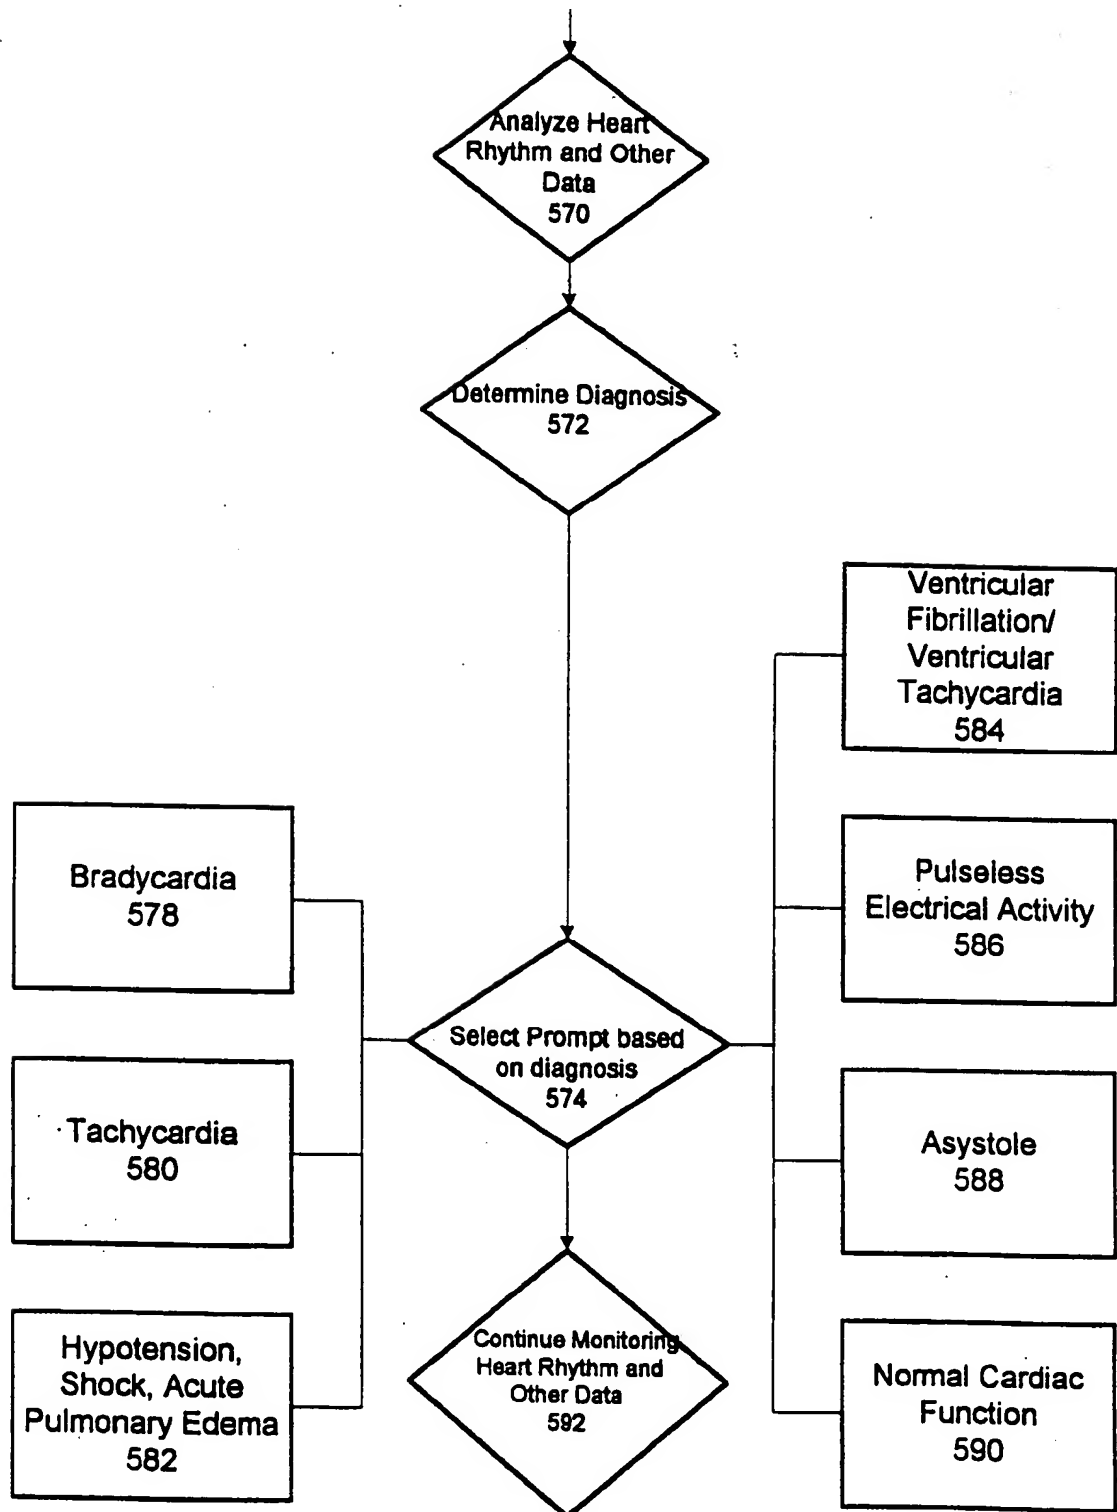 Analyze Heart
Rhythm and Other
Data
570
Determine Diagnosis
572
Ventricular
Fibrillation/
Ventricular
Tachycardia
584
Bradycardia
578
Pulseless
Electrical Activity
586
Select Prompt based
on diagnosis
574
Tachycardia
580
Asystole
588
Hypotension,
Shock, Acute
Pulmonary Edema
582
Continue Monitoring
Heart Rhythm and
Other Data
592
Normal Cardiac
Function
590